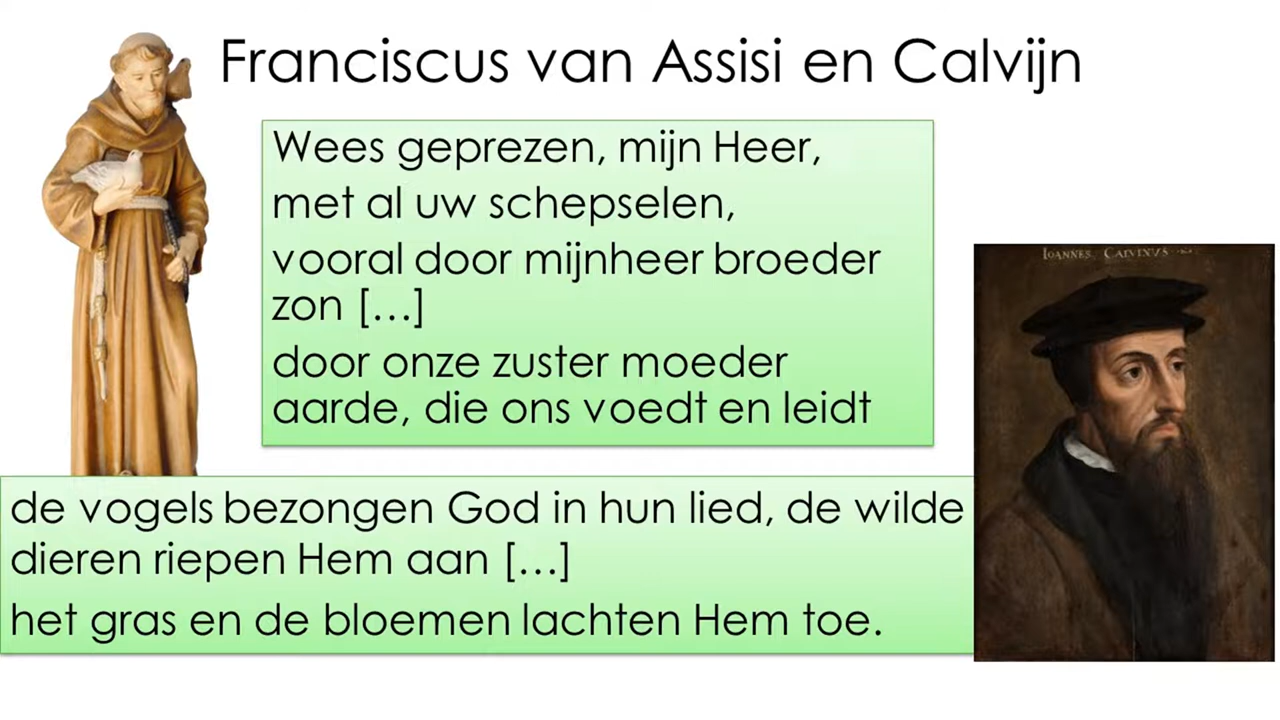 Franciscus van Assisi en Calvijn
Wees geprezen, mijn Heer,
met al uw schepselen,
vooral door mijnheer broeder
zon […]
door onze zuster moeder
aarde, die ons voedt en leidt
IOANNES CALVINVS
de vogels bezongen God in hun lied, de wilde
dieren riepen Hem aan […]
het gras en de bloemen lachten Hem toe.